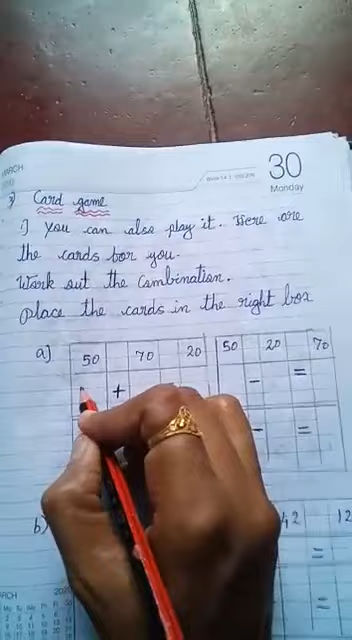 MARCH
30
Monday
3) Card game
I) You can also play it. Here are
the cards for you.
Work out the Combination.
place the cards in the right box
a) 50 70 20 50 20 70
+ - =
- =
b) 42 12
=
=